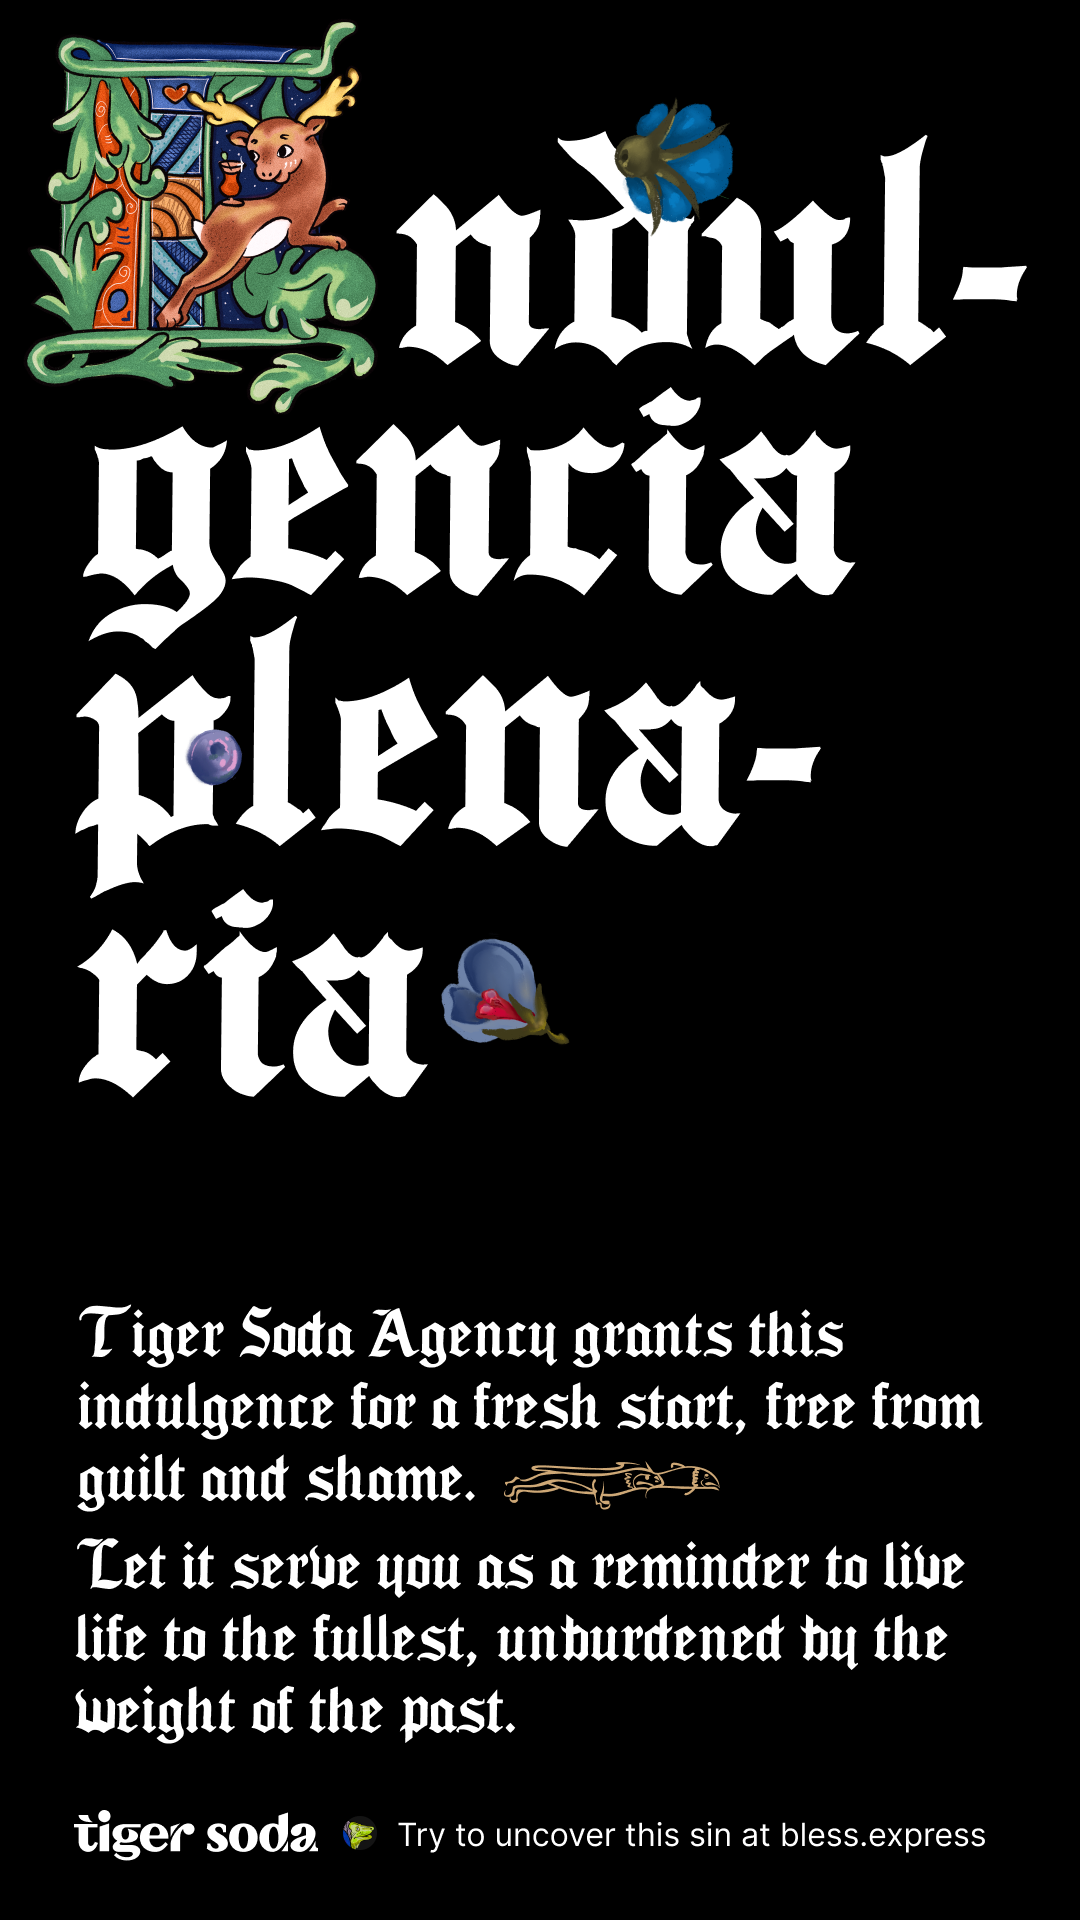 Indul-
gencia
plena-
ria
Tiger Soda Agency grants this
indulgence for a fresh start, free from
guilt and shame.
Let it serve you as a reminder to live
life to the fullest, unburdened by the
weight of the past.
tiger soda Try to uncover this sin at bless.express